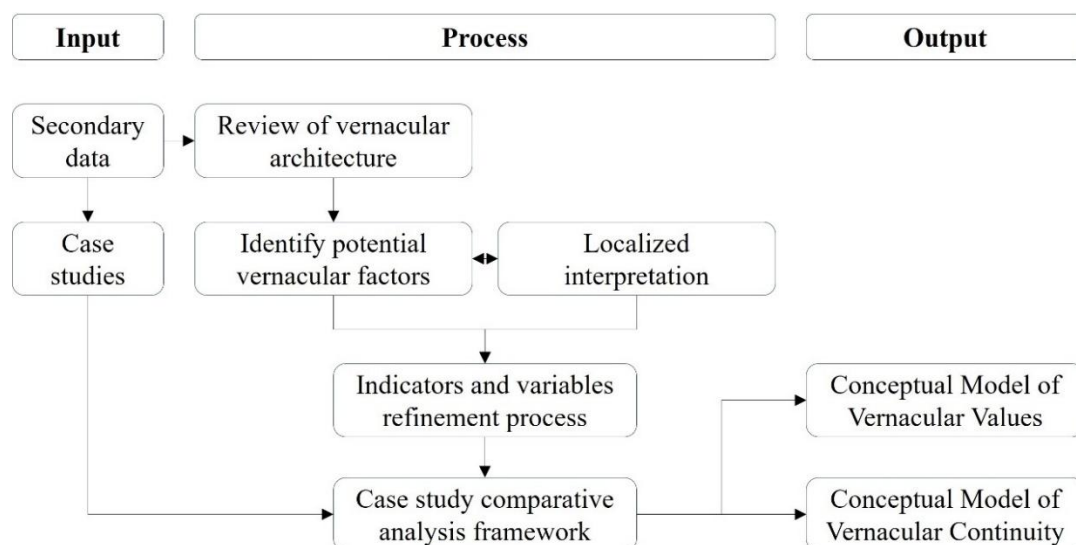 Input
Process
Output
Secondary
data
Review of vernacular
architecture
Case
studies
Identify potential
vernacular factors
Localized
interpretation
Indicators and variables
refinement process
Conceptual Model of
Vernacular Values
Case study comparative
analysis framework
Conceptual Model of
Vernacular Continuity